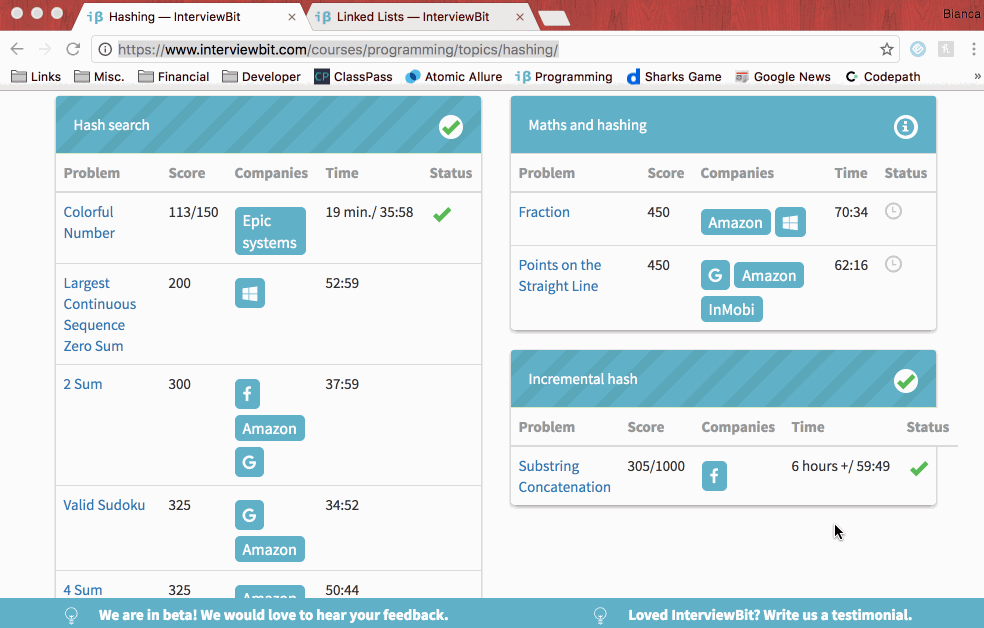 Hashing — InterviewBit
Linked Lists — InterviewBit
Bianca
https://www.interviewbit.com/courses/programming/topics/hashing/
Links Misc. Financial Developer ClassPass Atomic Allure Programming Sharks Game Google News Codepath »
Hash search
Problem Score Companies Time Status
Colorful Number 113/150 Epic systems 19 min./ 35:58
Largest Continuous Sequence Zero Sum 200 52:59
2 Sum 300 Amazon 37:59
Valid Sudoku 325 Amazon 34:52
4 Sum 325 Amazon 50:44
Maths and hashing
Problem Score Companies Time Status
Fraction 450 Amazon 70:34
Points on the Straight Line 450 Amazon InMobi 62:16
Incremental hash
Problem Score Companies Time Status
Substring Concatenation 305/1000 6 hours +/ 59:49
We are in beta! We would love to hear your feedback.
Loved InterviewBit? Write us a testimonial.